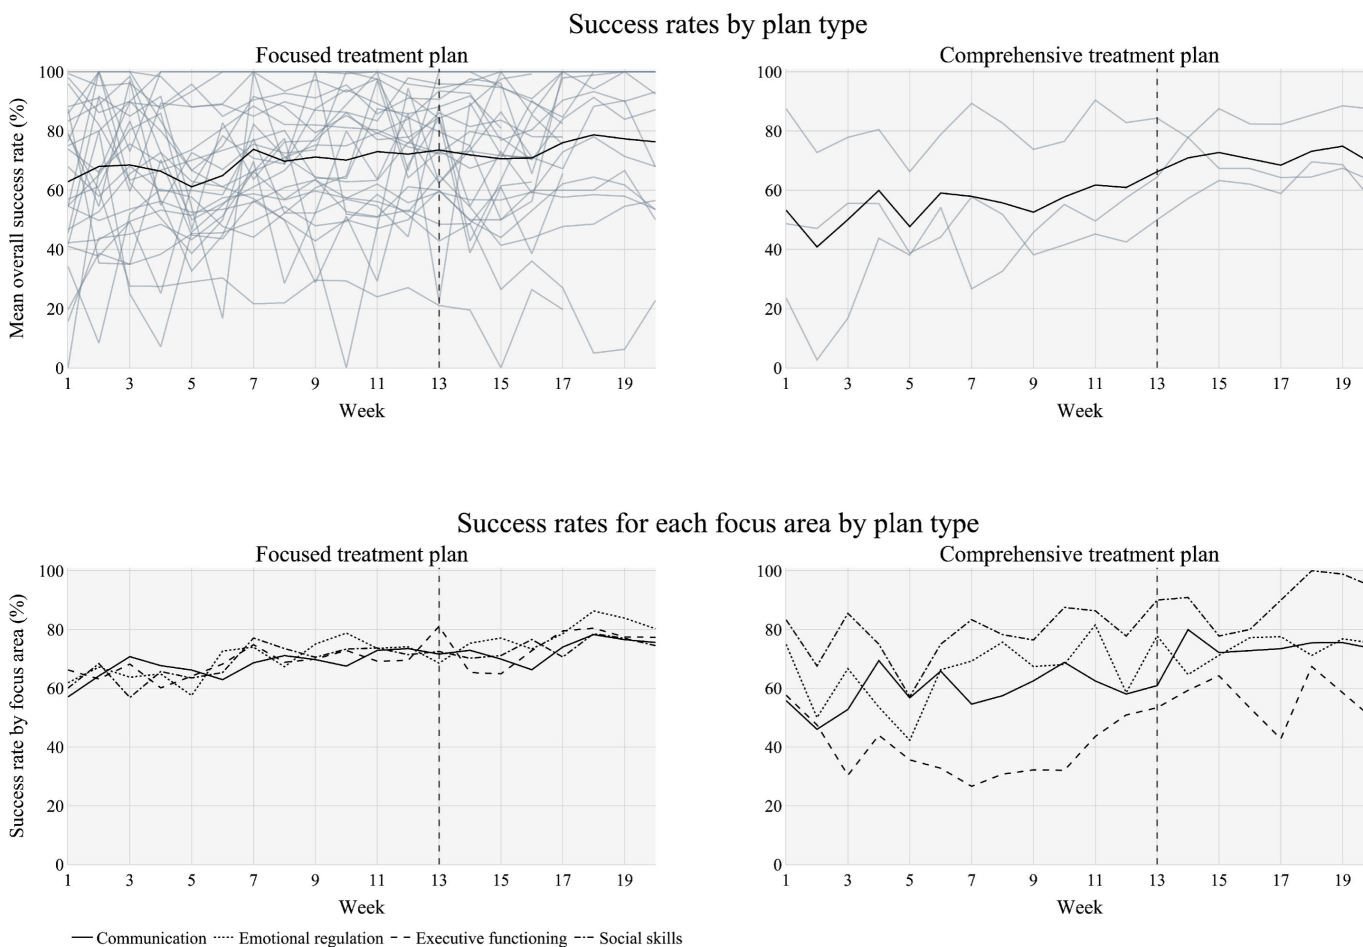 Success rates by plan type
Focused treatment plan
Mean overall success rate (%)
100
80
60
40
20
0
1 3 5 7 9 11 13 15 17 19
Week
Comprehensive treatment plan
100
80
60
40
20
0
1 3 5 7 9 11 13 15 17 19
Week
Success rates for each focus area by plan type
Focused treatment plan
Success rate by focus area (%)
100
80
60
40
20
0
1 3 5 7 9 11 13 15 17 19
Week
Comprehensive treatment plan
100
80
60
40
20
0
1 3 5 7 9 11 13 15 17 19
Week
Communication Emotional regulation Executive functioning Social skills